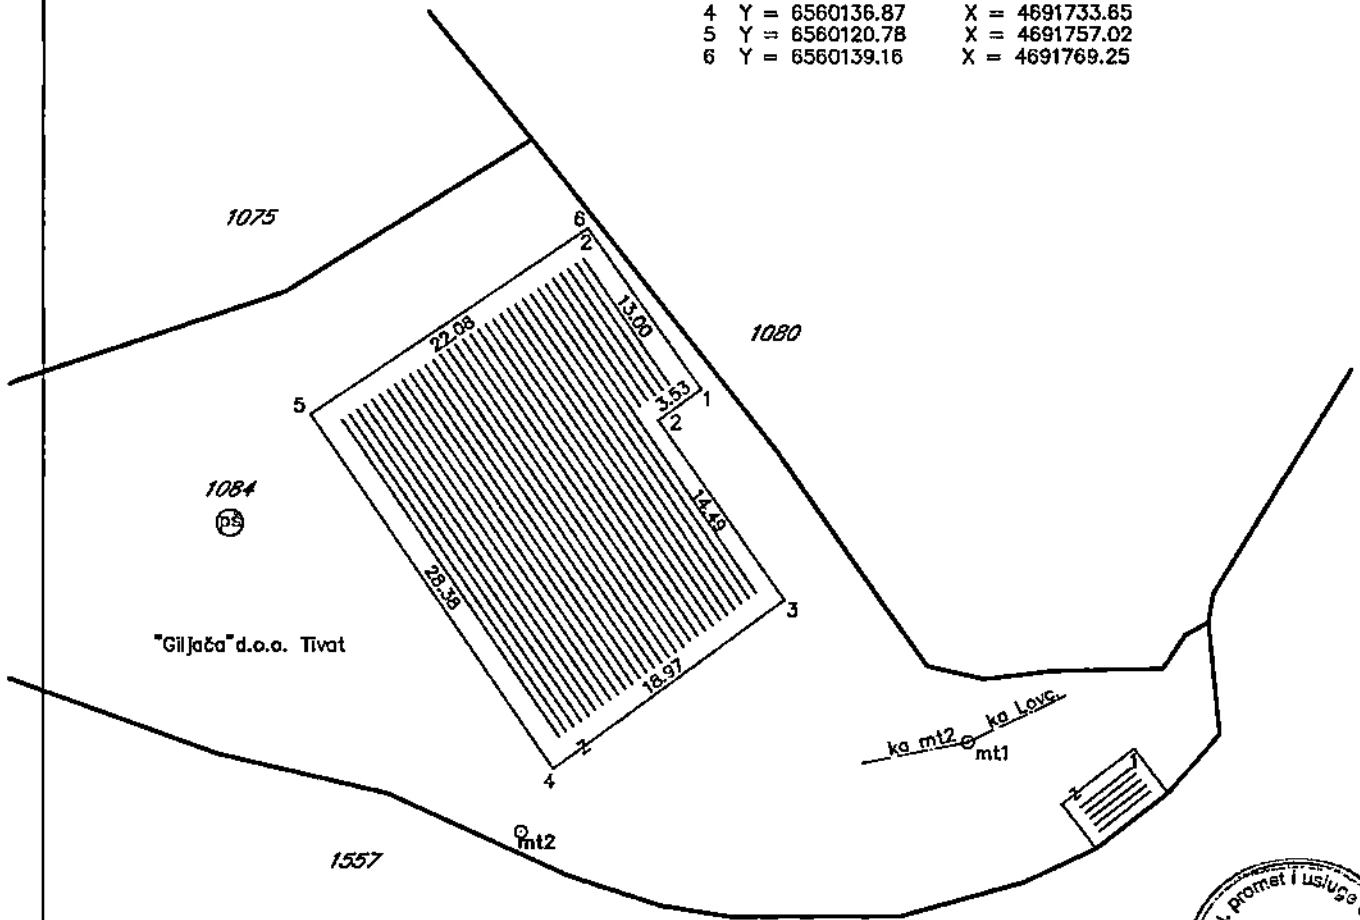 4 Y = 6560136.87 X = 4691733.65
5 Y = 6560120.78 X = 4691757.02
6 Y = 6560139.16 X = 4691769.25
1075
6
2
13.00
22.08
1080
3.53
1
5
2
1084
pš
14.49
28.38
3
"Giljača" d.o.o. Tivat
18.97
ka Lovc.
ka mt2
mt1
z
4
1
z
mt2
1557
promet i usluge